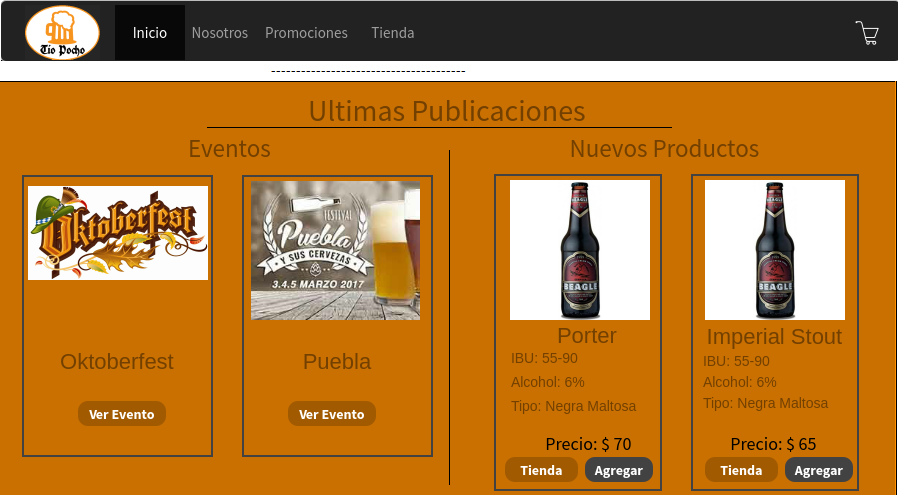 Tio Pocho
Inicio
Nosotros
Promociones
Tienda
---------------------------------------
Ultimas Publicaciones
Eventos
Nuevos Productos
Oktoberfest
FESTIVAL
Puebla
Y SUS CERVEZAS
3.4.5 MARZO 2017
BEAGLE
BEAGLE
Oktoberfest
Puebla
Porter
Imperial Stout
IBU: 55-90
Alcohol: 6%
Tipo: Negra Maltosa
IBU: 55-90
Alcohol: 6%
Tipo: Negra Maltosa
Ver Evento
Ver Evento
Precio: $ 70
Precio: $ 65
Tienda
Agregar
Tienda
Agregar